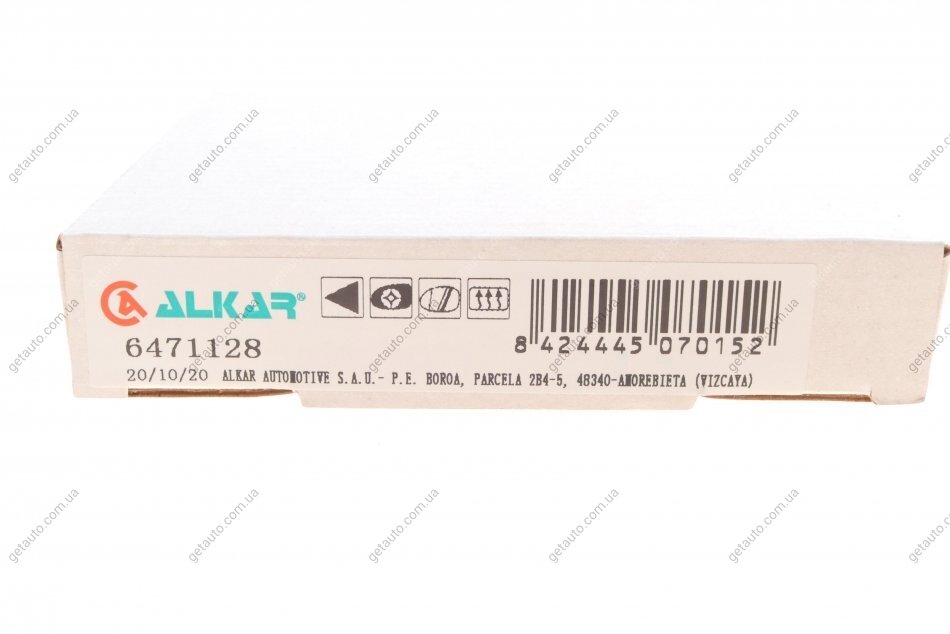 ALKAR®
6471128
8 424445 070152
20/10/20 ALKAR AUTOMOTIVE S.A.U.- P.E. BOROA, PARCELA 2B4-5, 48340-AMOREBIETA (VIZCAYA)
getauto.com.ua